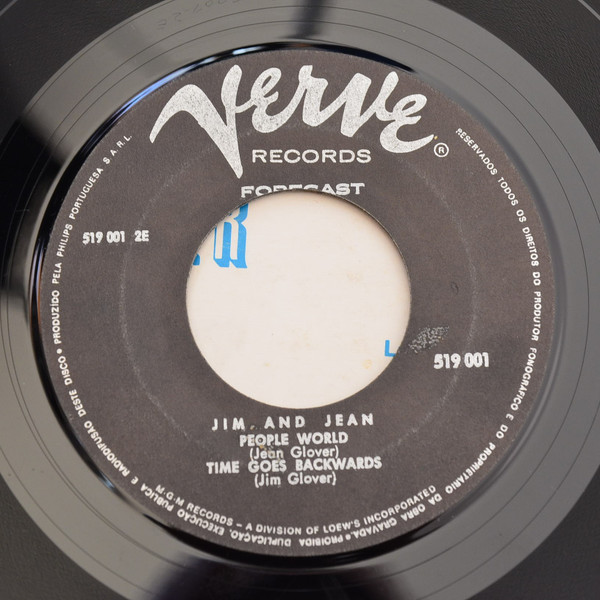 Verve
RECORDS
®
FORECAST
519 001 2E
519 001
JIM AND JEAN
PEOPLE WORLD
(Jean Glover)
TIME GOES BACKWARDS
(Jim Glover)
M-G-M RECORDS – A DIVISION OF LOEW'S INCORPORATED
PRODUZIDO PELA PHILIPS PORTUGUESA S A R L.
RESERVADOS TODOS OS DIREITOS DO PRODUTOR FONOGRÁFICO E DO PROPRIETÁRIO DA OBRA GRAVADA. PROIBIDA DUPLICAÇÃO, EXECUÇÃO PUBLICA E RADIODIFUSÃO DESTE DISCO